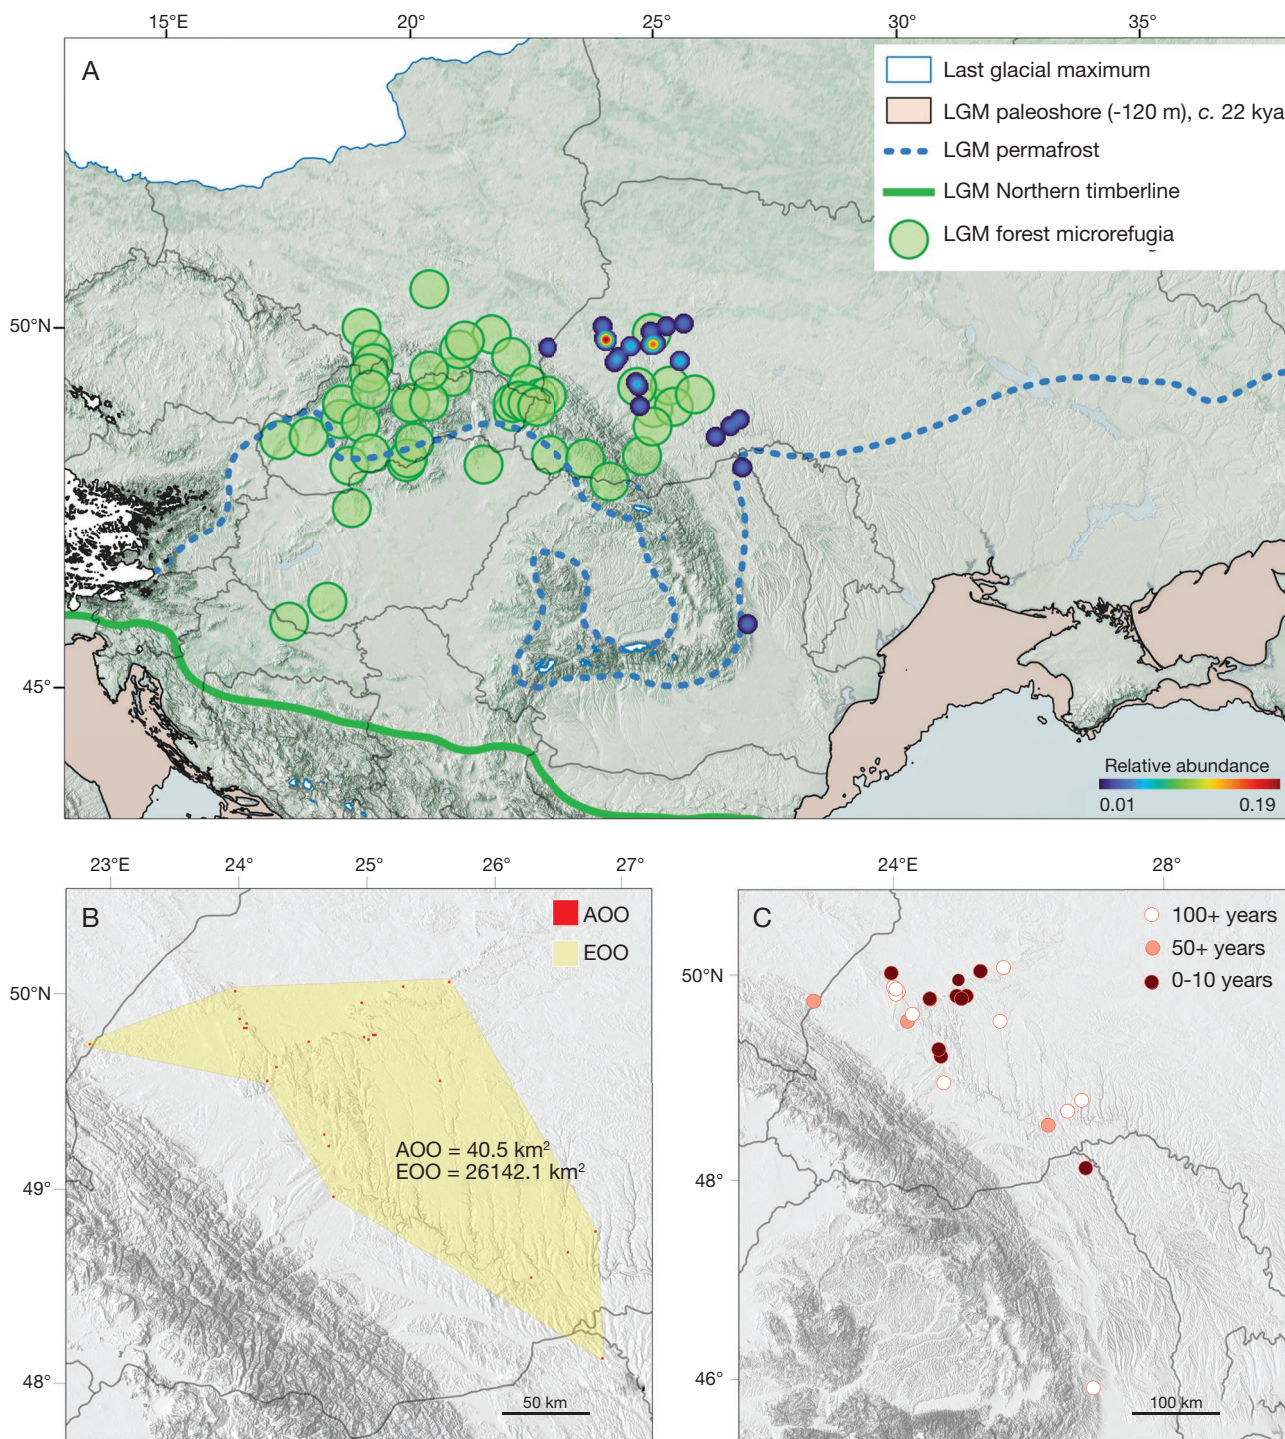 15°E 20° 25° 30° 35°
A
Last glacial maximum
LGM paleoshore (-120 m), c. 22 kya
LGM permafrost
LGM Northern timberline
LGM forest microrefugia
50°N
45°
Relative abundance
0.01 0.19
23°E 24° 25° 26° 27°
B
AOO
EOO
50°N
AOO = 40.5 km²
EOO = 26142.1 km²
49°
48°
50 km
24°E 28°
C
100+ years
50+ years
0-10 years
50°N
48°
46°
100 km